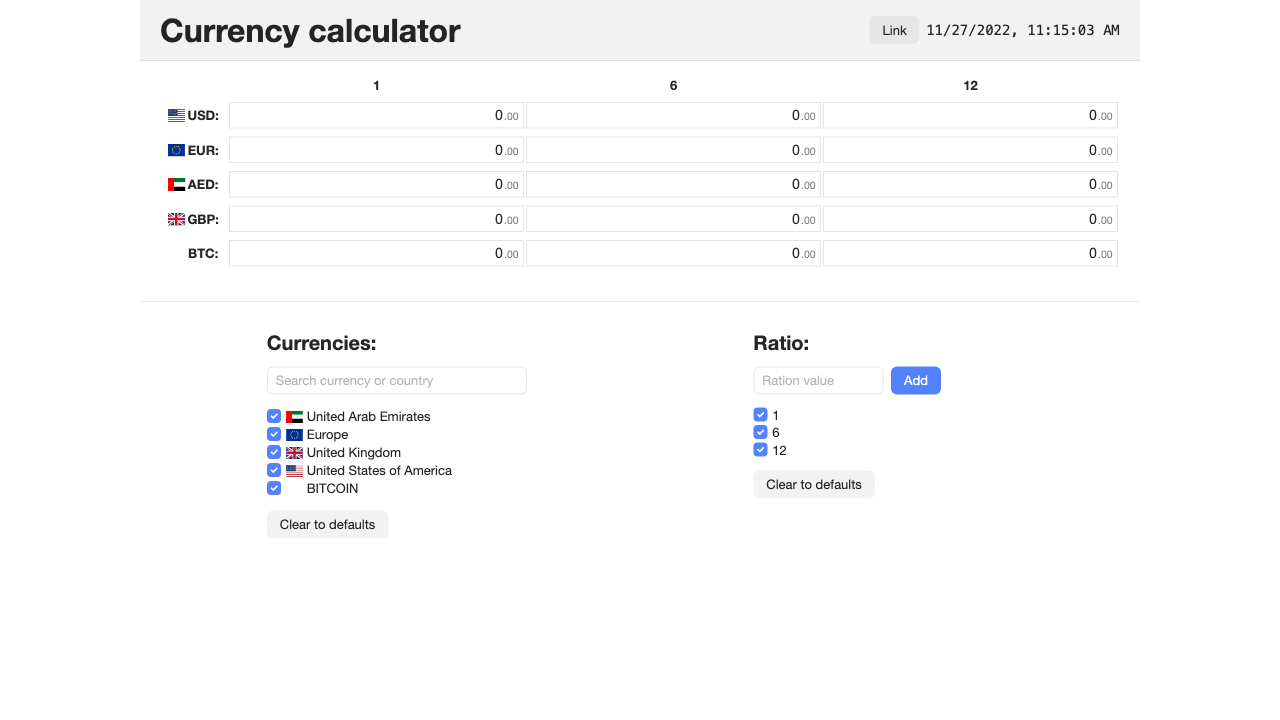 Currency calculator Link 11/27/2022, 11:15:03 AM
1 6 12
USD: 0.00 0.00 0.00
EUR: 0.00 0.00 0.00
AED: 0.00 0.00 0.00
GBP: 0.00 0.00 0.00
BTC: 0.00 0.00 0.00
Currencies:
Search currency or country
United Arab Emirates
Europe
United Kingdom
United States of America
BITCOIN
Clear to defaults
Ratio:
Ration value Add
1
6
12
Clear to defaults